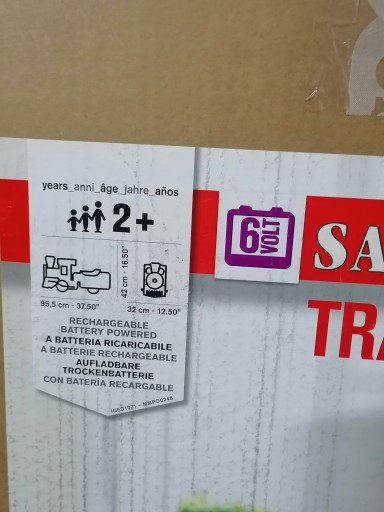 years_anni_âge_jahre_años
2+
6 VOLT
SA
42 cm - 16.50"
95,5 cm - 37.50"
32 cm - 12.50"
TRA
RECHARGEABLE
BATTERY POWERED
A BATTERIA RICARICABILE
A BATTERIE RECHARGEABLE
AUFLADBARE
TROCKENBATTERIE
CON BATERÍA RECARGABLE